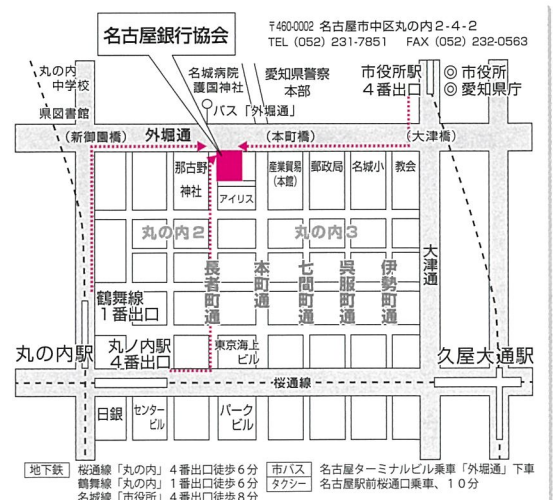 名古屋銀行協会
〒460-0002 名古屋市中区丸の内2-4-2
TEL (052) 231-7851 FAX (052) 232-0563
丸の内
中学校
県図書館
名城病院
護国神社
バス「外堀通」
愛知県警察
本部
市役所駅
4番出口
◎市役所
◎愛知県庁
(新御園橋)
外堀通
(本町橋)
(大津橋)
那古野
神社
アイリス
産業貿易
(本館)
郵政局
名城小
教会
丸の内2
丸の内3
長者町通
本町通
七間町通
呉服町通
伊勢町通
大津通
鶴舞線
1番出口
丸の内駅
丸ノ内駅
4番出口
東京海上
ビル
久屋大通駅
桜通線
日銀
センター
ビル
パーク
ビル
地下鉄 桜通線「丸の内」4番出口徒歩6分
鶴舞線「丸の内」1番出口徒歩6分
名城線「市役所」4番出口徒歩8分
市バス 名古屋ターミナルビル乗車「外堀通」下車
タクシー 名古屋駅前桜通口乗車、10分